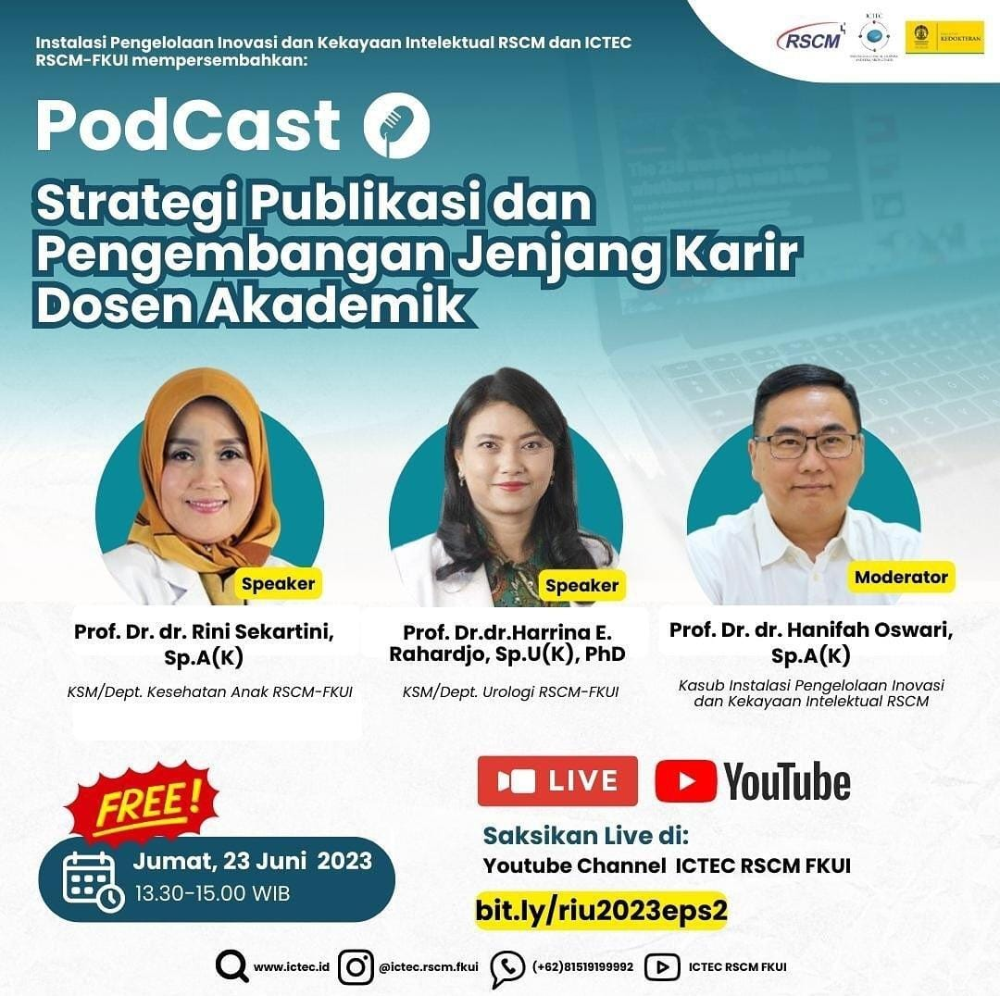 Instalasi Pengelolaan Inovasi dan Kekayaan Intelektual RSCM dan ICTEC
RSCM-FKUI mempersembahkan:
RSCM
ICTEC
KEDOKTERAN
PodCast
Strategi Publikasi dan
Pengembangan Jenjang Karir
Dosen Akademik
Speaker
Prof. Dr. dr. Rini Sekartini,
Sp.A(K)
KSM/Dept. Kesehatan Anak RSCM-FKUI
Speaker
Prof. Dr.dr.Harrina E.
Rahardjo, Sp.U(K), PhD
KSM/Dept. Urologi RSCM-FKUI
Moderator
Prof. Dr. dr. Hanifah Oswari,
Sp.A(K)
Kasub Instalasi Pengelolaan Inovasi
dan Kekayaan Intelektual RSCM
FREE!
Jumat, 23 Juni 2023
13.30-15.00 WIB
LIVE
YouTube
Saksikan Live di:
Youtube Channel ICTEC RSCM FKUI
bit.ly/riu2023eps2
www.ictec.id
@ictec.rscm.fkui
(+62)81519199992
ICTEC RSCM FKUI